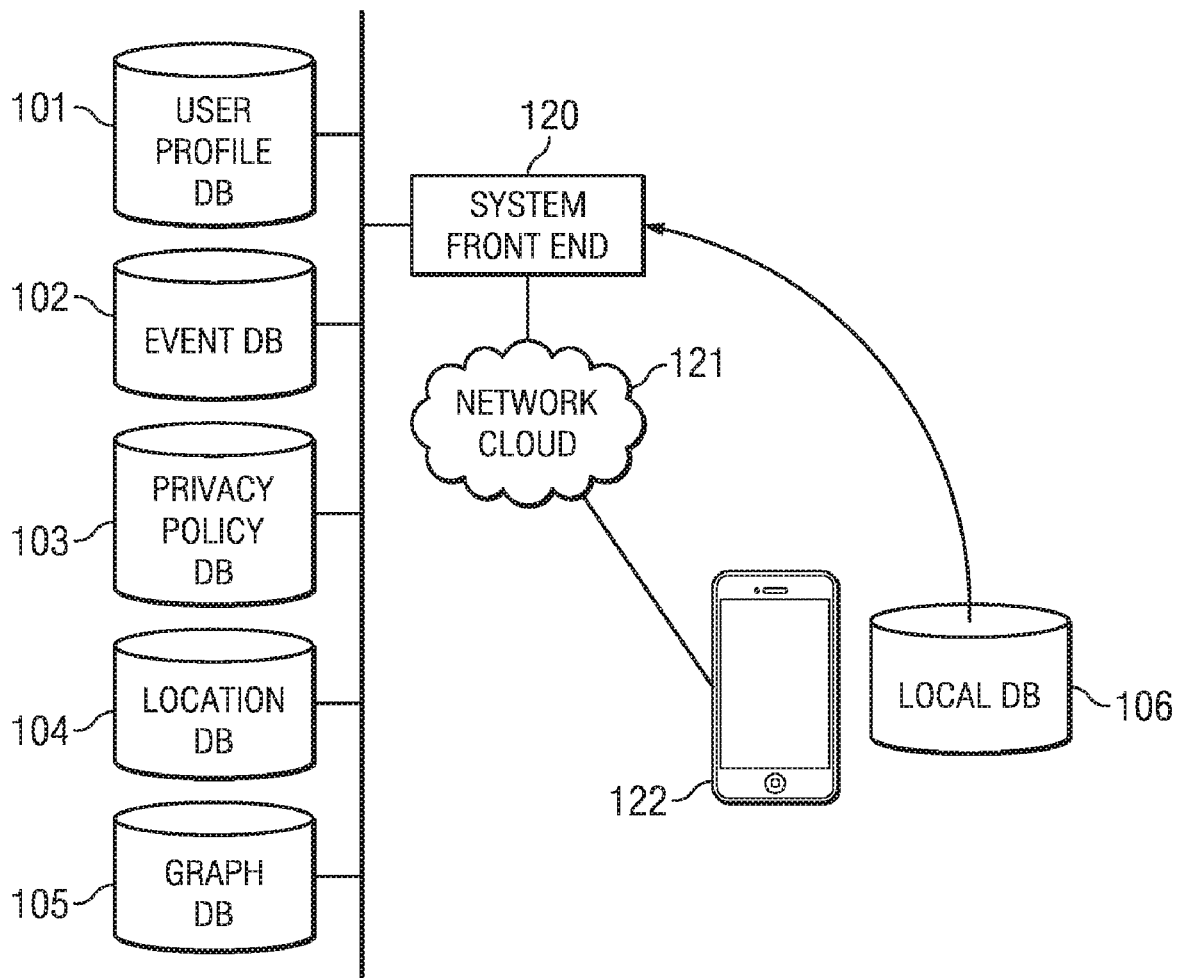 101
USER
PROFILE
DB
102
EVENT DB
103
PRIVACY
POLICY
DB
104
LOCATION
DB
105
GRAPH
DB
120
SYSTEM
FRONT END
121
NETWORK
CLOUD
122
LOCAL DB
106